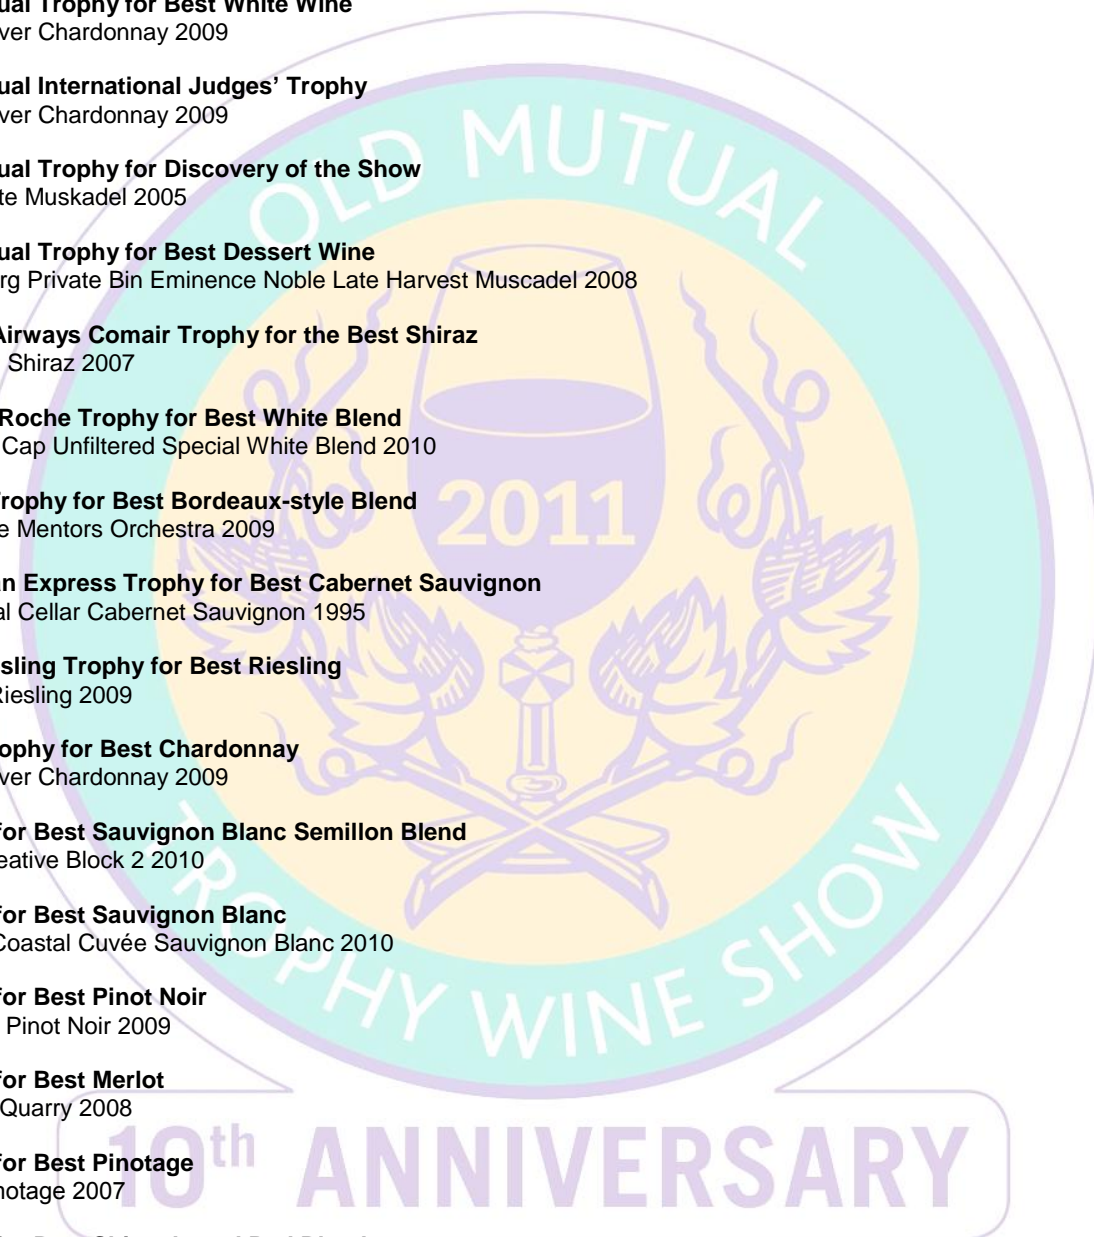 ual Trophy for Best White Wine
ver Chardonnay 2009
ual International Judges' Trophy
ver Chardonnay 2009
ual Trophy for Discovery of the Show
te Muskadel 2005
ual Trophy for Best Dessert Wine
rg Private Bin Eminence Noble Late Harvest Muscadel 2008
Airways Comair Trophy for the Best Shiraz
Shiraz 2007
Roche Trophy for Best White Blend
Cap Unfiltered Special White Blend 2010
Trophy for Best Bordeaux-style Blend
e Mentors Orchestra 2009
an Express Trophy for Best Cabernet Sauvignon
al Cellar Cabernet Sauvignon 1995
sling Trophy for Best Riesling
Riesling 2009
ophy for Best Chardonnay
ver Chardonnay 2009
for Best Sauvignon Blanc Semillon Blend
eative Block 2 2010
for Best Sauvignon Blanc
Coastal Cuvée Sauvignon Blanc 2010
for Best Pinot Noir
Pinot Noir 2009
for Best Merlot
Quarry 2008
for Best Pinotage
notage 2007
OLD MUTUAL
2011
TROPHY WINE SHOW
10th ANNIVERSARY